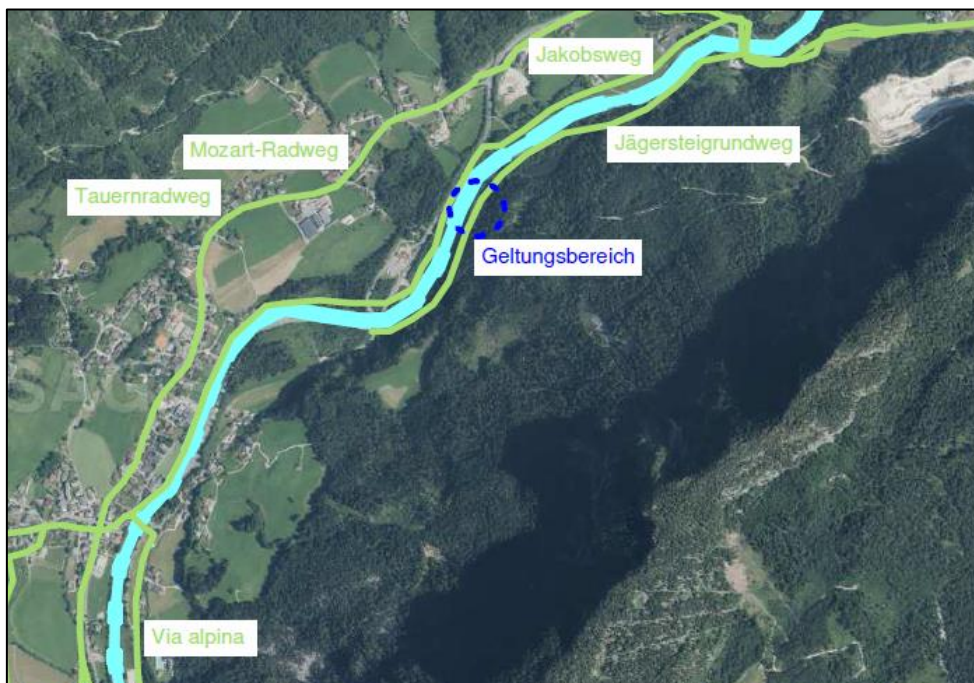 Jakobsweg
Mozart-Radweg
Jägersteigrundweg
Tauernradweg
Geltungsbereich
Via alpina